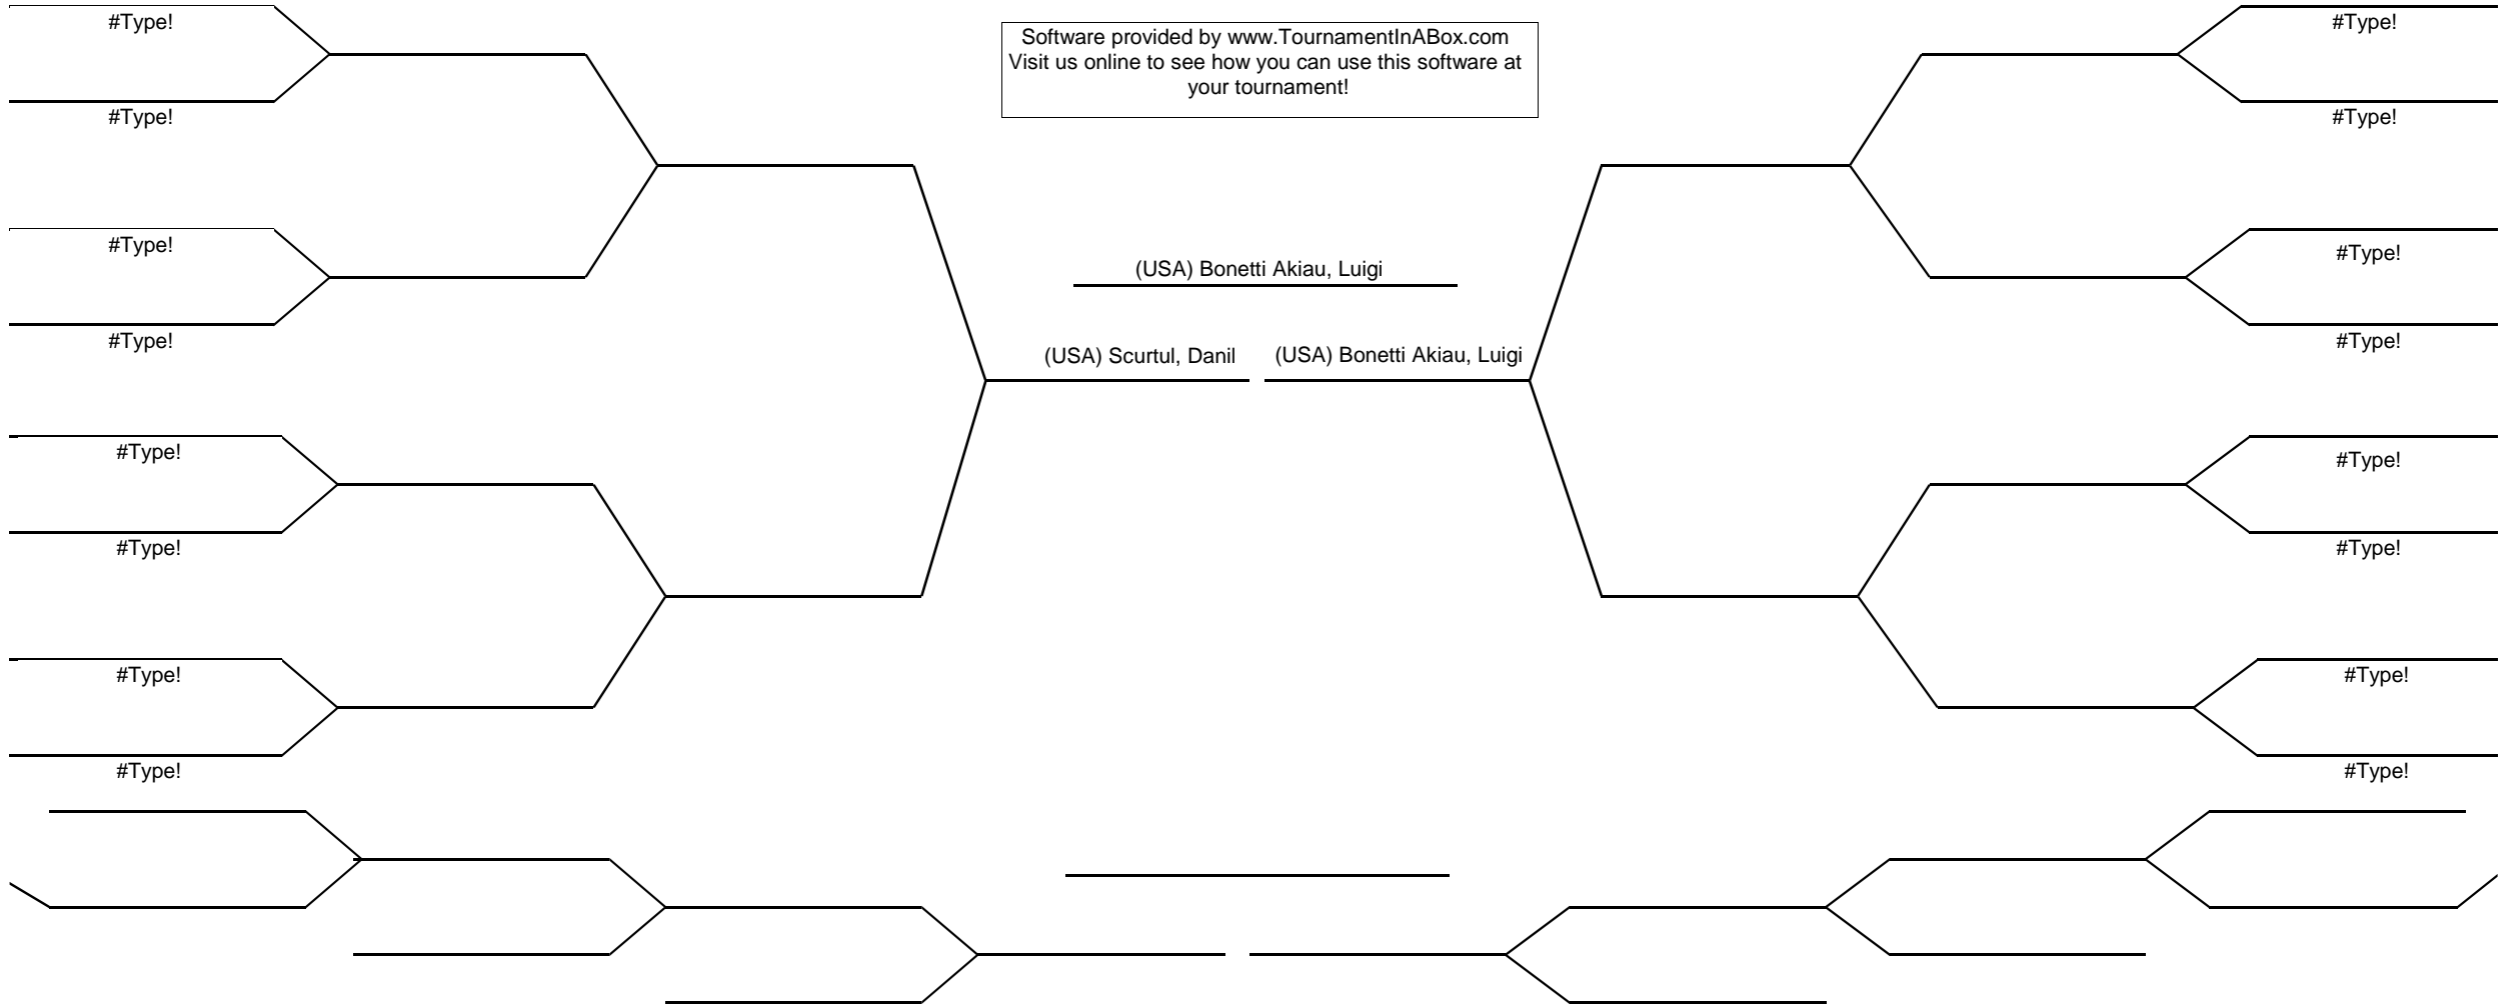 #Type!
#Type!
Software provided by www.TournamentInABox.com
Visit us online to see how you can use this software at
your tournament!
#Type!
#Type!
#Type!
#Type!
(USA) Bonetti Akiau, Luigi
#Type!
#Type!
(USA) Scurtul, Danil
(USA) Bonetti Akiau, Luigi
#Type!
#Type!
#Type!
#Type!
#Type!
#Type!
#Type!
#Type!